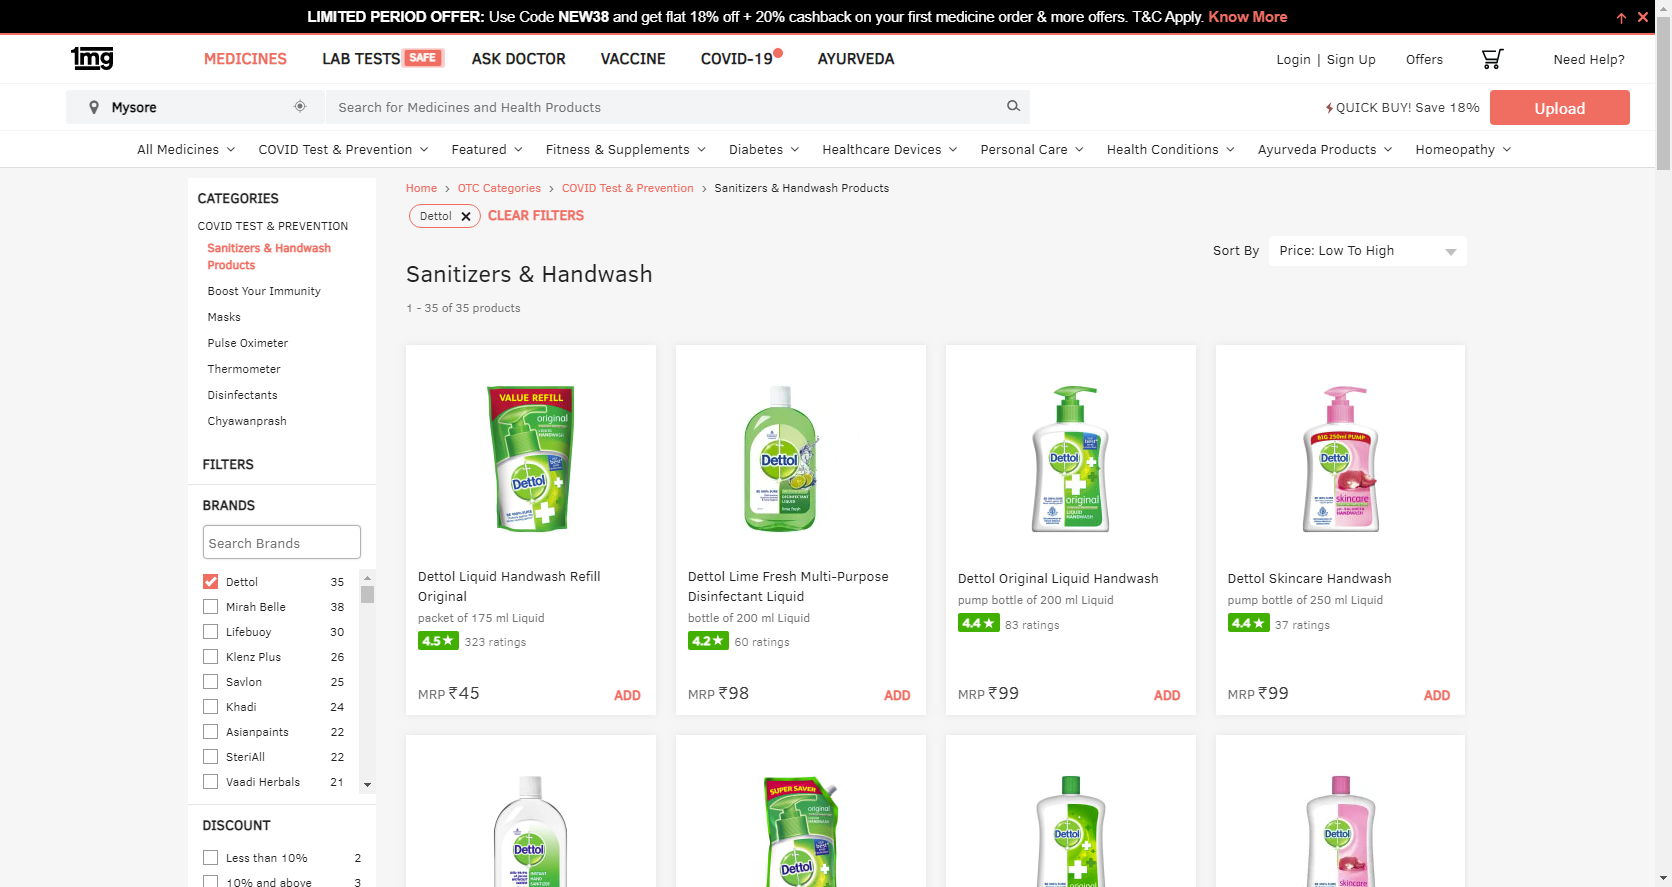 LIMITED PERIOD OFFER: Use Code NEW38 and get flat 18% off + 20% cashback on your first medicine order & more offers. T&C Apply. Know More
1mg
MEDICINES
LAB TESTS SAFE
ASK DOCTOR
VACCINE
COVID-19
AYURVEDA
Login | Sign Up
Offers
Need Help?
Mysore
Search for Medicines and Health Products
QUICK BUY! Save 18%
Upload
All Medicines
COVID Test & Prevention
Featured
Fitness & Supplements
Diabetes
Healthcare Devices
Personal Care
Health Conditions
Ayurveda Products
Homeopathy
CATEGORIES
COVID TEST & PREVENTION
Sanitizers & Handwash
Products
Boost Your Immunity
Masks
Pulse Oximeter
Thermometer
Disinfectants
Chyawanprash
FILTERS
BRANDS
Search Brands
Dettol 35
Mirah Belle 38
Lifebuoy 30
Klenz Plus 26
Savlon 25
Khadi 24
Asianpaints 22
SteriAll 22
Vaadi Herbals 21
DISCOUNT
Less than 10% 2
10% and above 3
Home > OTC Categories > COVID Test & Prevention > Sanitizers & Handwash Products
Dettol
CLEAR FILTERS
Sort By
Price: Low To High
Sanitizers & Handwash
1 - 35 of 35 products
VALUE REFILL
original
Dettol
Dettol Liquid Handwash Refill
Original
packet of 175 ml Liquid
4.5★ 323 ratings
MRP ₹45
ADD
Dettol
lime fresh
Dettol Lime Fresh Multi-Purpose
Disinfectant Liquid
bottle of 200 ml Liquid
4.2★ 60 ratings
MRP ₹98
ADD
Dettol
original
LIQUID
HANDWASH
Dettol Original Liquid Handwash
pump bottle of 200 ml Liquid
4.4★ 83 ratings
MRP ₹99
ADD
BIG 250ml PUMP
Dettol
skincare
HANDWASH
Dettol Skincare Handwash
pump bottle of 250 ml Liquid
4.4★ 37 ratings
MRP ₹99
ADD
Dettol
SUPER SAVER
original
Dettol
Dettol
original
Dettol
skincare